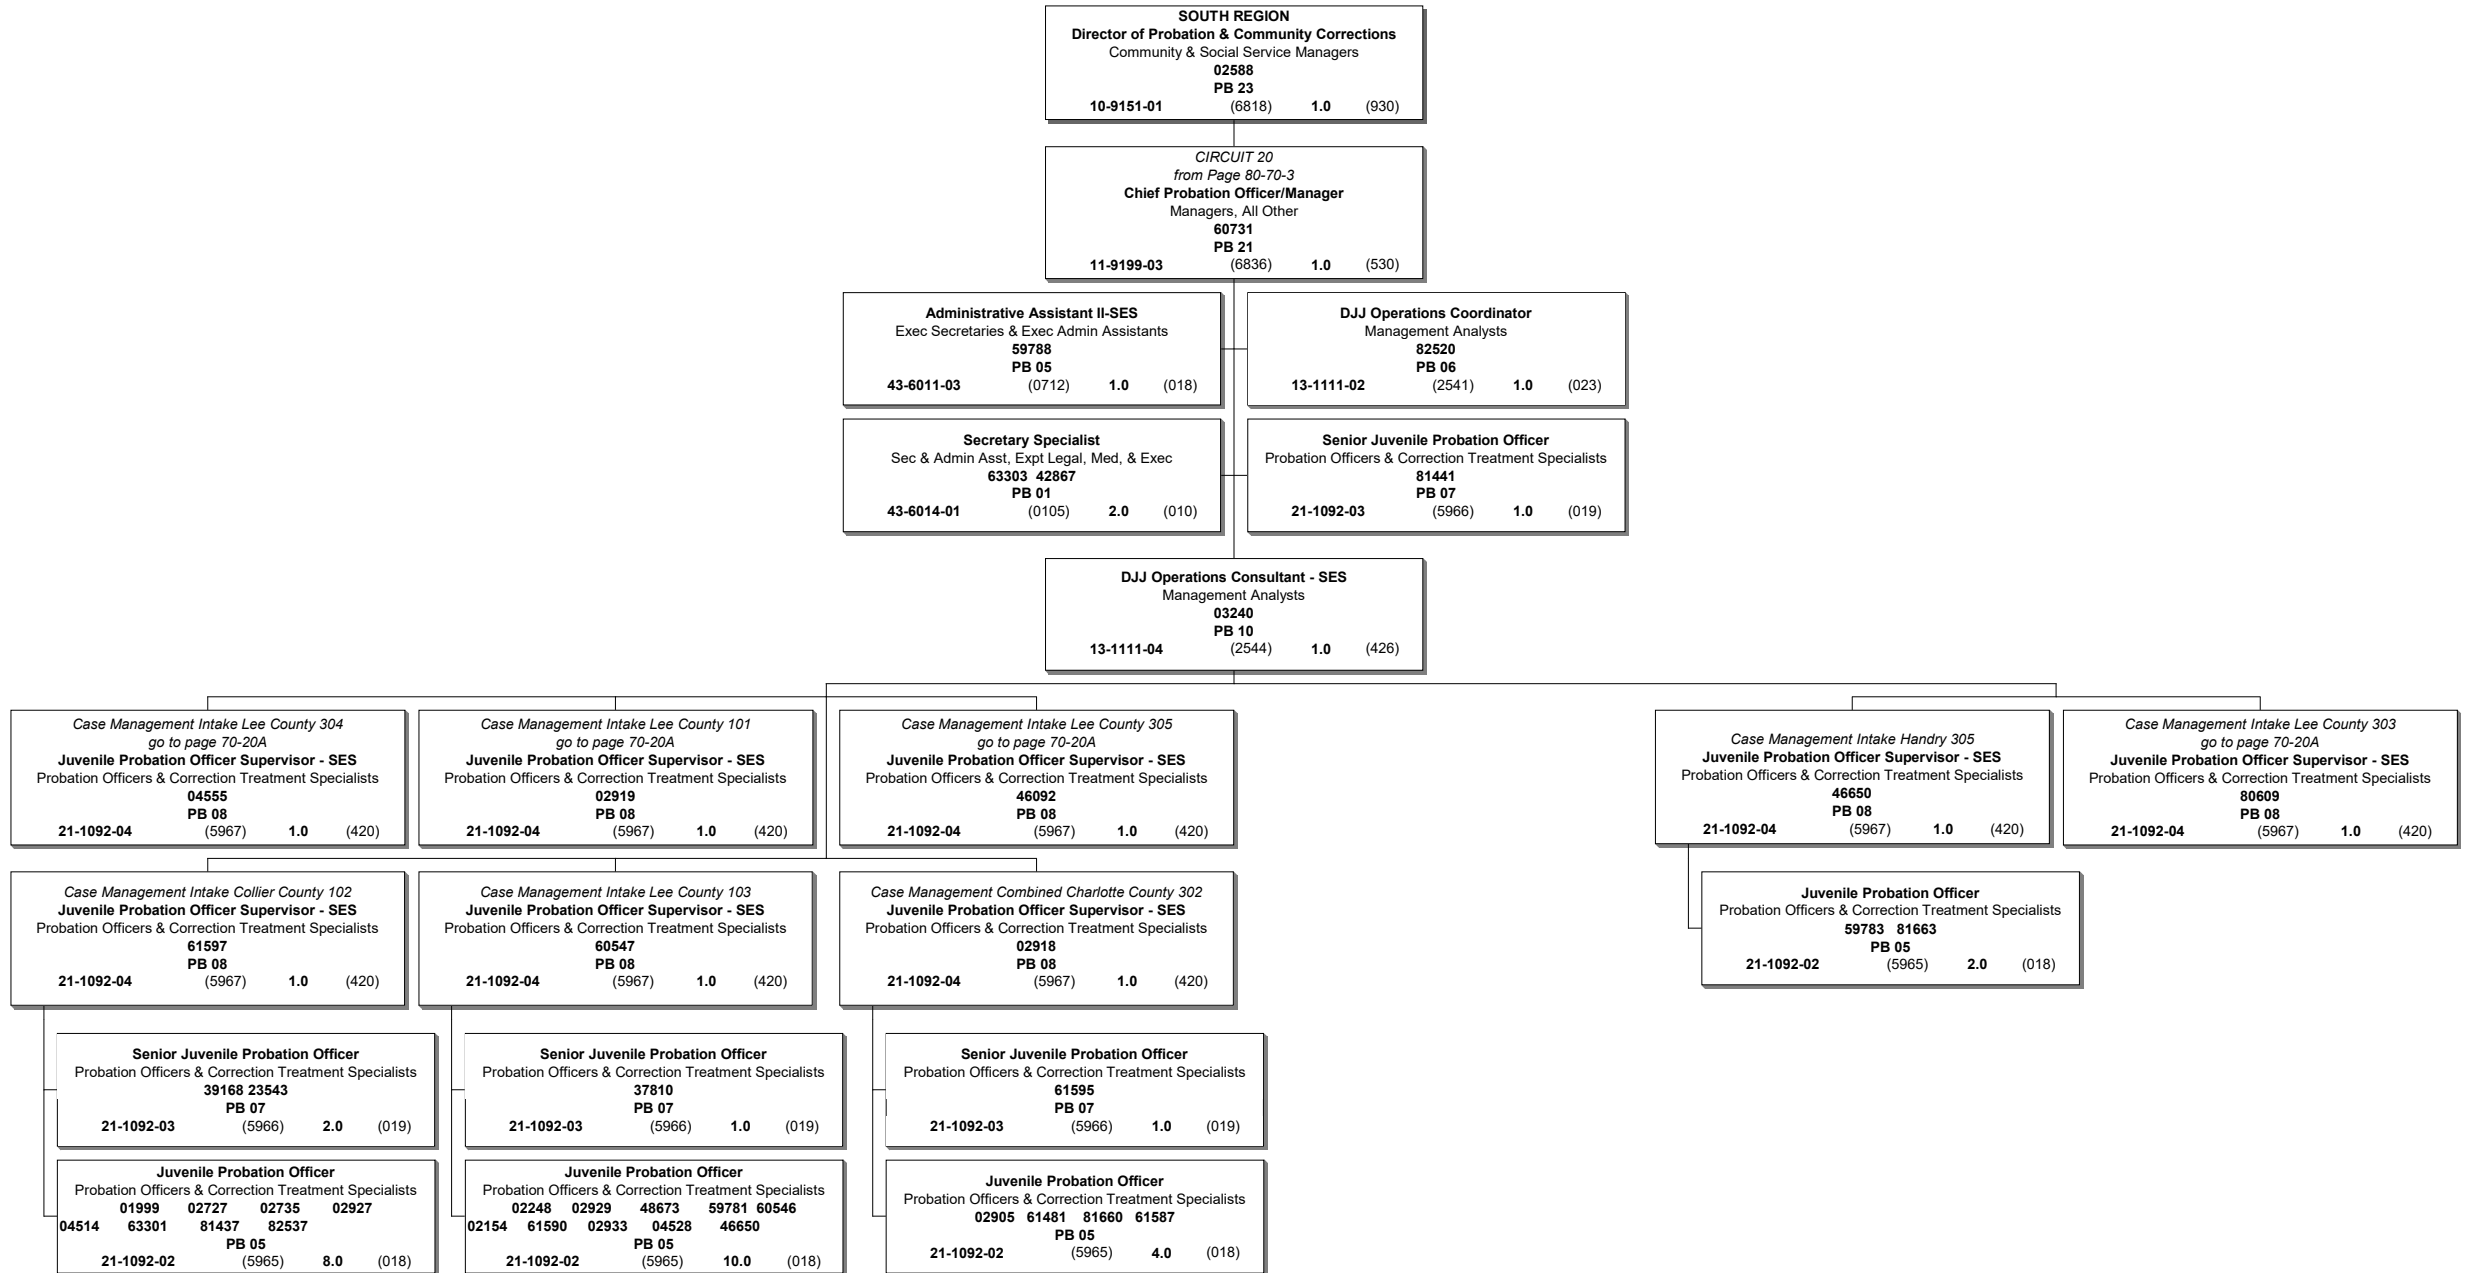 SOUTH REGION
Director of Probation & Community Corrections
Community & Social Service Managers
02588
PB 23
10-9151-01 (6818) 1.0 (930)
CIRCUIT 20
from Page 80-70-3
Chief Probation Officer/Manager
Managers, All Other
60731
PB 21
11-9199-03 (6836) 1.0 (530)
Administrative Assistant II-SES
Exec Secretaries & Exec Admin Assistants
59788
PB 05
43-6011-03 (0712) 1.0 (018)
DJJ Operations Coordinator
Management Analysts
82520
PB 06
13-1111-02 (2541) 1.0 (023)
Secretary Specialist
Sec & Admin Asst, Expt Legal, Med, & Exec
63303 42867
PB 01
43-6014-01 (0105) 2.0 (010)
Senior Juvenile Probation Officer
Probation Officers & Correction Treatment Specialists
81441
PB 07
21-1092-03 (5966) 1.0 (019)
DJJ Operations Consultant - SES
Management Analysts
03240
PB 10
13-1111-04 (2544) 1.0 (426)
Case Management Intake Lee County 304
go to page 70-20A
Juvenile Probation Officer Supervisor - SES
Probation Officers & Correction Treatment Specialists
04555
PB 08
21-1092-04 (5967) 1.0 (420)
Case Management Intake Lee County 101
go to page 70-20A
Juvenile Probation Officer Supervisor - SES
Probation Officers & Correction Treatment Specialists
02919
PB 08
21-1092-04 (5967) 1.0 (420)
Case Management Intake Lee County 305
go to page 70-20A
Juvenile Probation Officer Supervisor - SES
Probation Officers & Correction Treatment Specialists
46092
PB 08
21-1092-04 (5967) 1.0 (420)
Case Management Intake Handry 305
Juvenile Probation Officer Supervisor - SES
Probation Officers & Correction Treatment Specialists
46650
PB 08
21-1092-04 (5967) 1.0 (420)
Case Management Intake Lee County 303
go to page 70-20A
Juvenile Probation Officer Supervisor - SES
Probation Officers & Correction Treatment Specialists
80609
PB 08
21-1092-04 (5967) 1.0 (420)
Case Management Intake Collier County 102
Juvenile Probation Officer Supervisor - SES
Probation Officers & Correction Treatment Specialists
61597
PB 08
21-1092-04 (5967) 1.0 (420)
Case Management Intake Lee County 103
Juvenile Probation Officer Supervisor - SES
Probation Officers & Correction Treatment Specialists
60547
PB 08
21-1092-04 (5967) 1.0 (420)
Case Management Combined Charlotte County 302
Juvenile Probation Officer Supervisor - SES
Probation Officers & Correction Treatment Specialists
02918
PB 08
21-1092-04 (5967) 1.0 (420)
Juvenile Probation Officer
Probation Officers & Correction Treatment Specialists
59783 81663
PB 05
21-1092-02 (5965) 2.0 (018)
Senior Juvenile Probation Officer
Probation Officers & Correction Treatment Specialists
39168 23543
PB 07
21-1092-03 (5966) 2.0 (019)
Senior Juvenile Probation Officer
Probation Officers & Correction Treatment Specialists
37810
PB 07
21-1092-03 (5966) 1.0 (019)
Senior Juvenile Probation Officer
Probation Officers & Correction Treatment Specialists
61595
PB 07
21-1092-03 (5966) 1.0 (019)
Juvenile Probation Officer
Probation Officers & Correction Treatment Specialists
01999 02727 02735 02927
04514 63301 81437 82537
PB 05
21-1092-02 (5965) 8.0 (018)
Juvenile Probation Officer
Probation Officers & Correction Treatment Specialists
02248 02929 48673 59781 60546
02154 61590 02933 04528 46650
PB 05
21-1092-02 (5965) 10.0 (018)
Juvenile Probation Officer
Probation Officers & Correction Treatment Specialists
02905 61481 81660 61587
PB 05
21-1092-02 (5965) 4.0 (018)